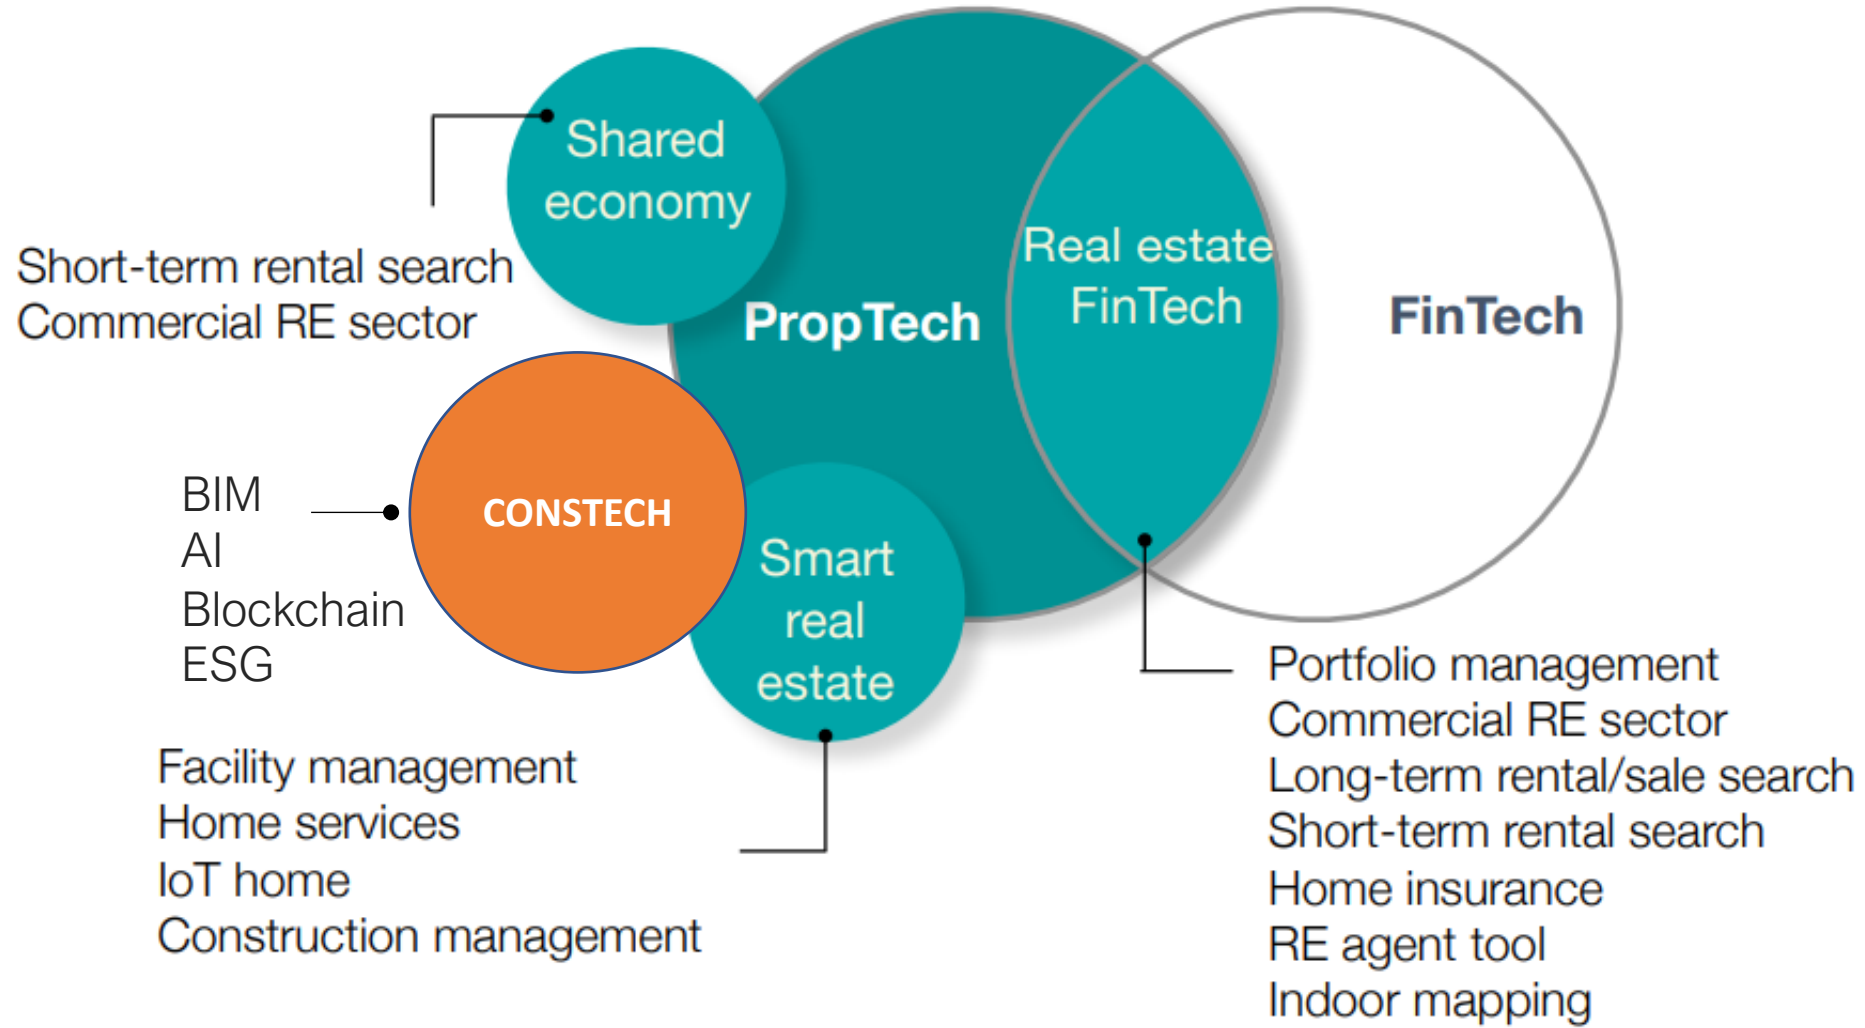 Shared
economy
Short-term rental search
Commercial RE sector
PropTech
Real estate
FinTech
FinTech
BIM
AI
Blockchain
ESG
CONSTECH
Smart
real
estate
Facility management
Home services
IoT home
Construction management
Portfolio management
Commercial RE sector
Long-term rental/sale search
Short-term rental search
Home insurance
RE agent tool
Indoor mapping